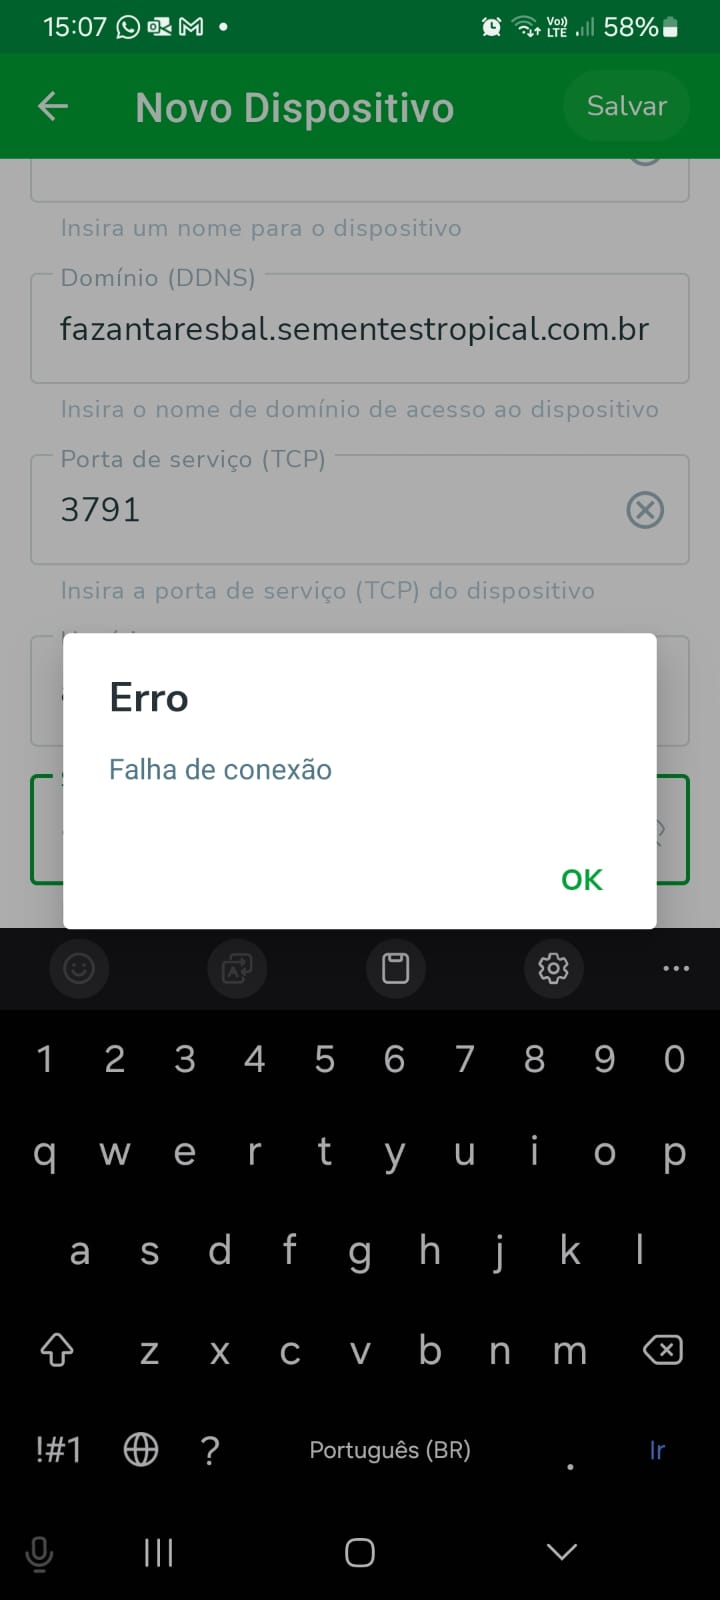 15:07 58%
Vo))
LTE
Novo Dispositivo
Salvar
Insira um nome para o dispositivo
Domínio (DDNS)
fazantaresbal.sementestropical.com.br
Insira o nome de domínio de acesso ao dispositivo
Porta de serviço (TCP)
3791
Insira a porta de serviço (TCP) do dispositivo
Erro
Falha de conexão
OK
1 2 3 4 5 6 7 8 9 0
q w e r t y u i o p
a s d f g h j k l
z x c v b n m
!#1 ? Português (BR) . Ir